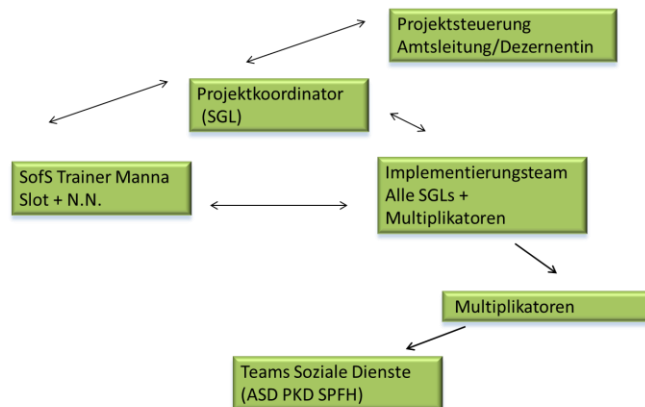 Projektsteuerung
Amtsleitung/Dezernentin
Projektkoordinator
(SGL)
SofS Trainer Manna
Slot + N.N.
Implementierungsteam
Alle SGLs +
Multiplikatoren
Multiplikatoren
Teams Soziale Dienste
(ASD PKD SPFH)